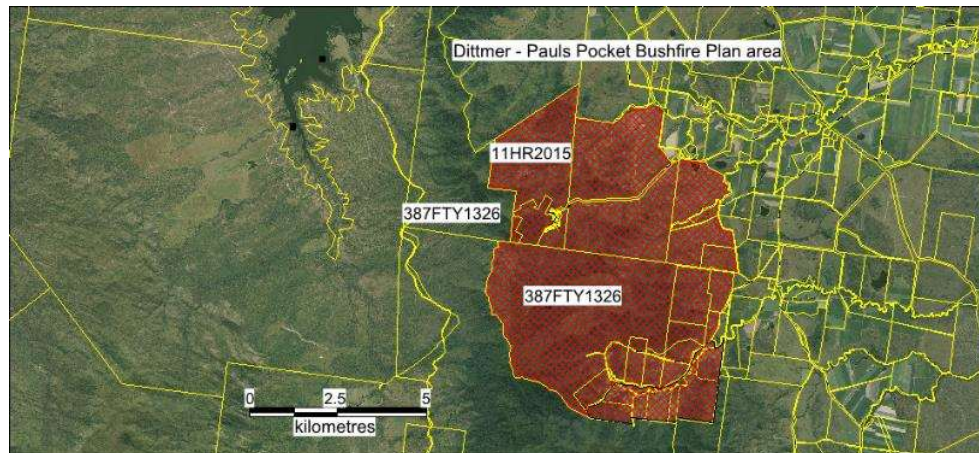 Dittmer - Pauls Pocket Bushfire Plan area
11HR2015
387FTY1326
387FTY1326
0 2.5 5
kilometres